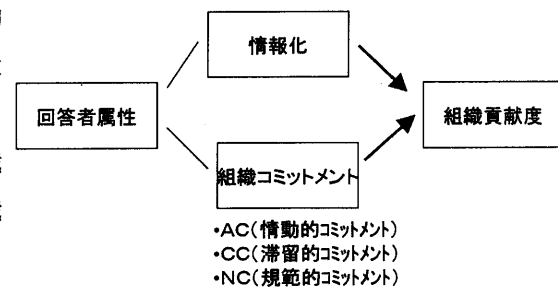 情報化
回答者属性
組織貢献度
組織コミットメント
・AC(情動的コミットメント)
・CC(滞留的コミットメント)
・NC(規範的コミットメント)